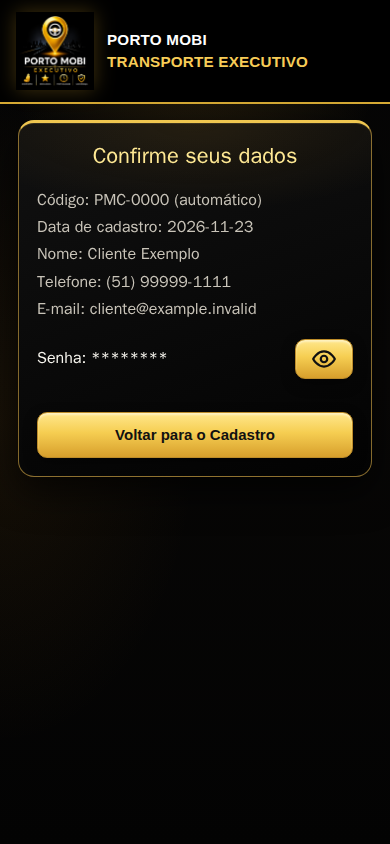 PORTO MOBI
EXECUTIVO
PORTO MOBI
TRANSPORTE EXECUTIVO
Confirme seus dados
Código: PMC-0000 (automático)
Data de cadastro: 2026-11-23
Nome: Cliente Exemplo
Telefone: (51) 99999-1111
E-mail: cliente@example.invalid
Senha: ********
Voltar para o Cadastro